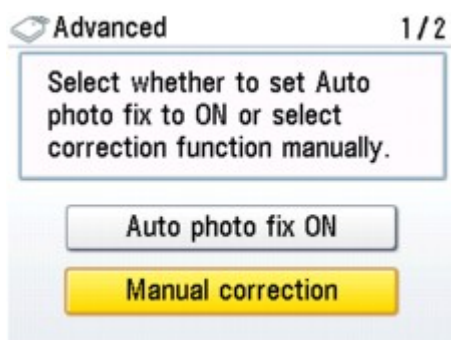 Advanced 1/2
Select whether to set Auto
photo fix to ON or select
correction function manually.
Auto photo fix ON
Manual correction